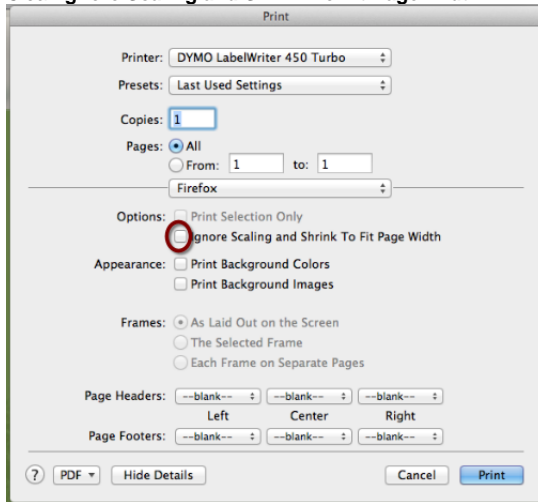 Print
Printer: DYMO LabelWriter 450 Turbo
Presets: Last Used Settings
Copies: 1
Pages: All
From: 1 to: 1
Firefox
Options: Print Selection Only
Ignore Scaling and Shrink To Fit Page Width
Appearance: Print Background Colors
Print Background Images
Frames: As Laid Out on the Screen
The Selected Frame
Each Frame on Separate Pages
Page Headers: --blank-- --blank-- --blank--
Left Center Right
Page Footers: --blank-- --blank-- --blank--
? PDF Hide Details Cancel Print